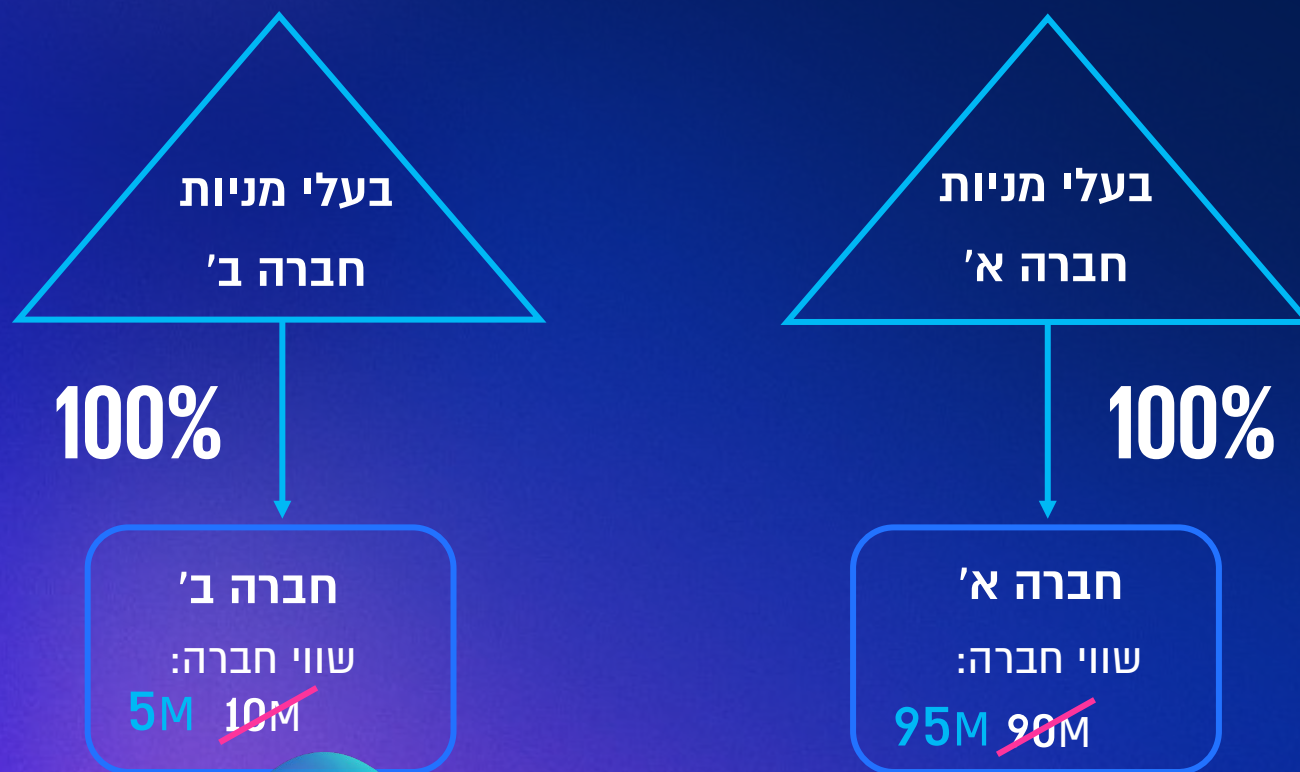 בעלי מניות
חברה א'
100%
חברה א'
שווי חברה:
90M 95M
בעלי מניות
חברה ב'
100%
חברה ב'
שווי חברה:
10M 5M